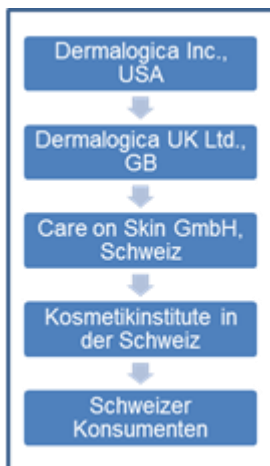 Dermalogica Inc.,
USA
Dermalogica UK Ltd.,
GB
Care on Skin GmbH,
Schweiz
Kosmetikinstitute in
der Schweiz
Schweizer
Konsumenten